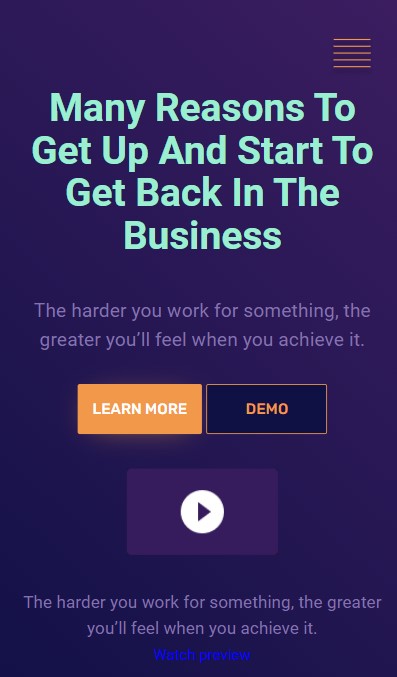 Many Reasons To
Get Up And Start To
Get Back In The
Business
The harder you work for something, the
greater you’ll feel when you achieve it.
LEARN MORE
DEMO
The harder you work for something, the greater
you’ll feel when you achieve it.
Watch preview